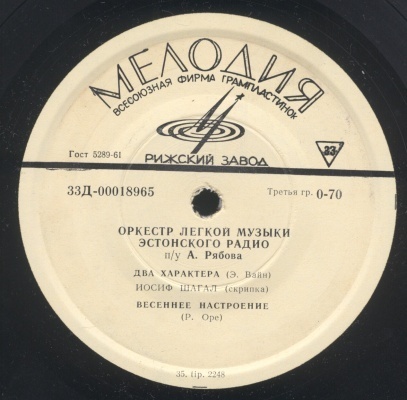 МЕЛОДИЯ
ВСЕСОЮЗНАЯ ФИРМА ГРАМПЛАСТИНОК
Гост 5289-61
РИЖСКИЙ ЗАВОД
33
33Д-00018965
Третья гр. 0-70
ОРКЕСТР ЛЕГКОЙ МУЗЫКИ
ЭСТОНСКОГО РАДИО
п/у А. Рябова
ДВА ХАРАКТЕРА (Э. Вайн)
ИОСИФ ШАГАЛ (скрипка)
ВЕСЕННЕЕ НАСТРОЕНИЕ
(Р. Оре)
35. Пр. 2248